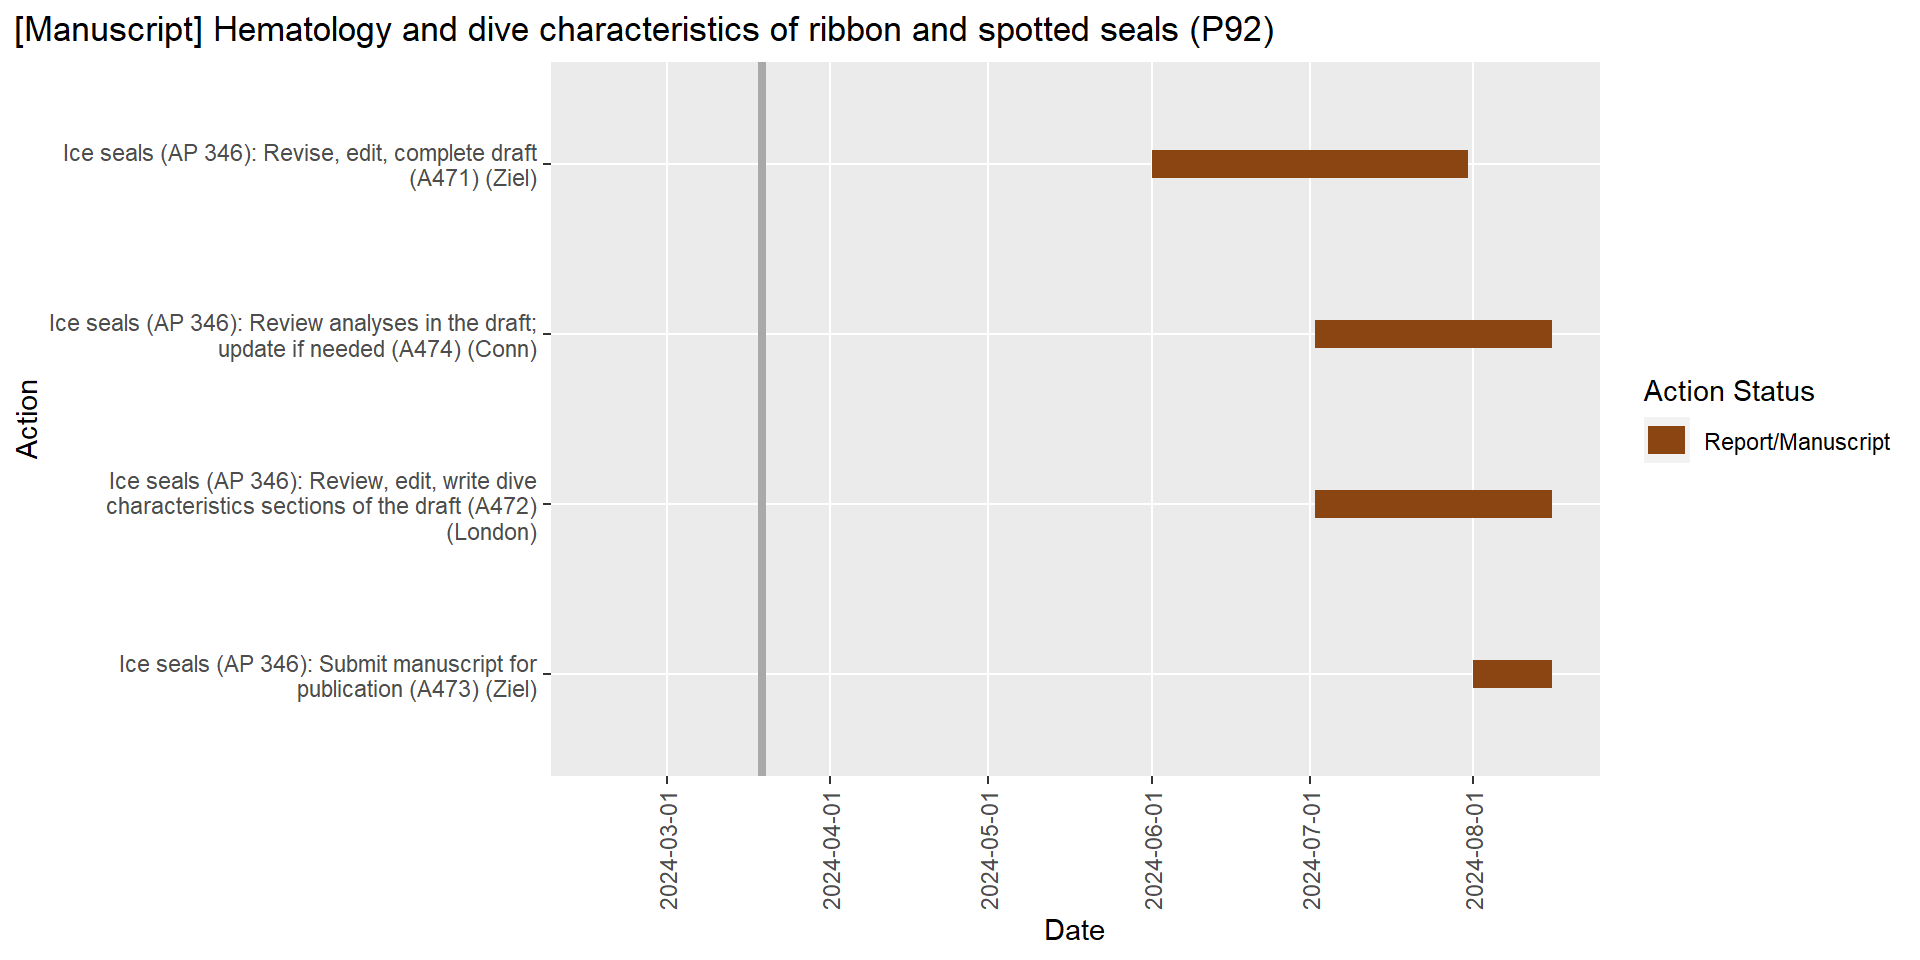 [Manuscript] Hematology and dive characteristics of ribbon and spotted seals (P92)
Ice seals (AP 346): Revise, edit, complete draft
(A471) (Ziel)
Ice seals (AP 346): Review analyses in the draft;
update if needed (A474) (Conn)
Ice seals (AP 346): Review, edit, write dive
characteristics sections of the draft (A472)
(London)
Ice seals (AP 346): Submit manuscript for
publication (A473) (Ziel)
Action
2024-03-01
2024-04-01
2024-05-01
2024-06-01
2024-07-01
2024-08-01
Date
Action Status
Report/Manuscript